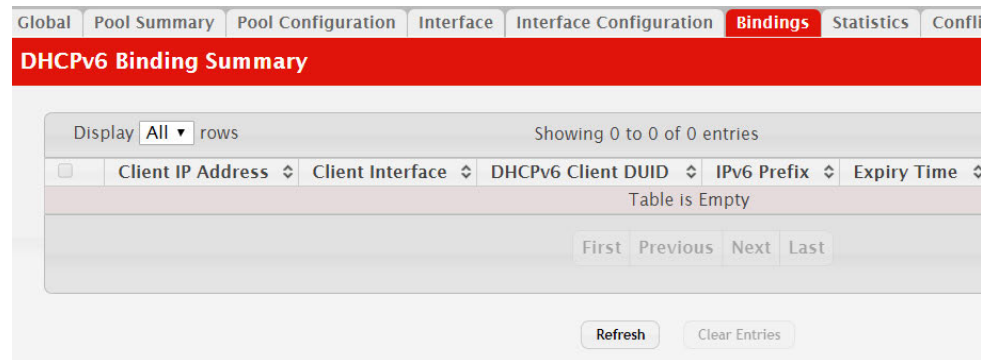 Global Pool Summary Pool Configuration Interface Interface Configuration Bindings Statistics Confli
DHCPv6 Binding Summary
Display All rows Showing 0 to 0 of 0 entries
Client IP Address Client Interface DHCPv6 Client DUID IPv6 Prefix Expiry Time
Table is Empty
First Previous Next Last
Refresh Clear Entries